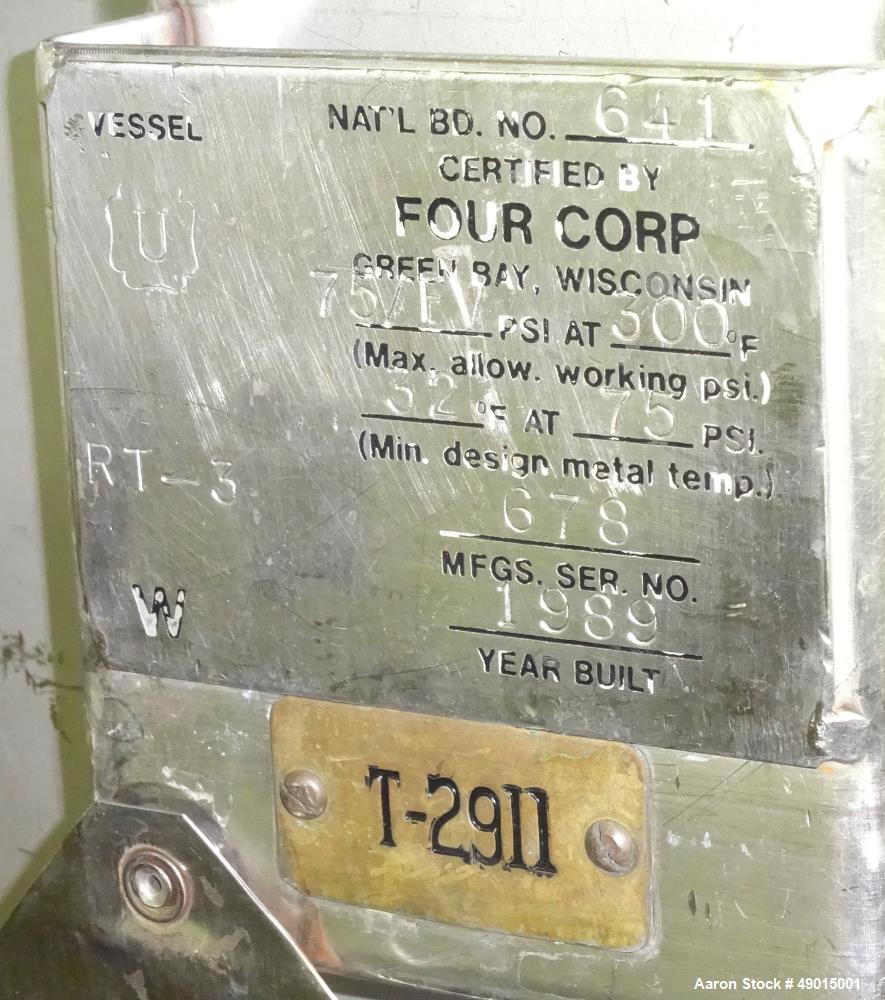 VESSEL
NAT'L BD. NO. 641
CERTIFIED BY
U
FOUR CORP
GREEN BAY, WISCONSIN
75/FV PSI AT 300°F
(Max. allow. working psi.)
32 °F AT 75 PSI.
(Min. design metal temp.)
RT-3
678
MFGS. SER. NO.
W
1989
YEAR BUILT
T-2911
Aaron Stock # 49015001